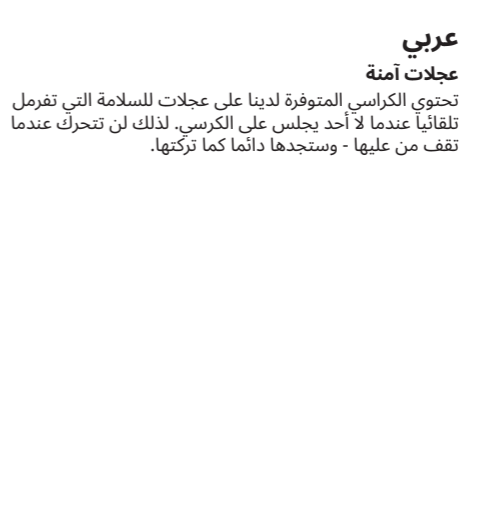 عربي
عجلات آمنة
تحتوي الكراسي المتوفرة لدينا على عجلات للسلامة التي تفرمل
تلقائيا عندما لا أحد يجلس على الكرسي. لذلك لن تتحرك عندما
تقف من عليها - وستجدها دائما كما تركتها.